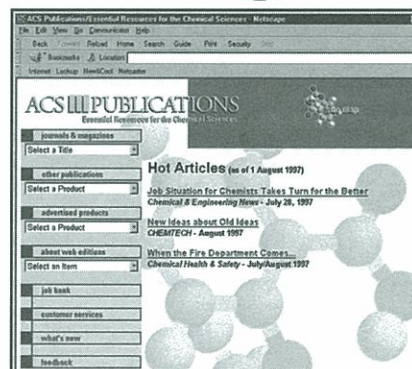 ACS Publications/Essential Resources for the Chemical Sciences - Netscape
File Edit View Go Communicator Help
Back Forward Reload Home Search Guide Print Security Stop
Bookmarks Location:
Internet Lookup New&Cool Netcaster
ACS PUBLICATIONS
Essential Resources for the Chemical Sciences
journals & magazines
Select a Title
other publications
Select a Product
advertised products
Select a Product
about web editions
Select an Item
job bank
customer services
what's new
feedback
Hot Articles (as of 1 August 1997)
Job Situation for Chemists Takes Turn for the Better
Chemical & Engineering News - July 28, 1997
New Ideas about Old Ideas
CHEMTECH - August 1997
When the Fire Department Comes...
Chemical Health & Safety - July/August 1997